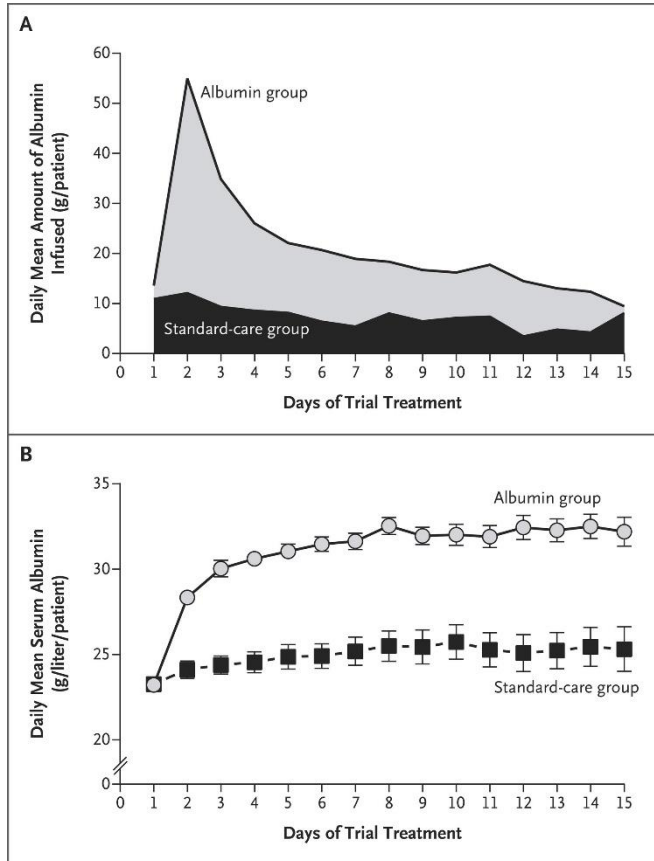 A
Daily Mean Amount of Albumin
Infused (g/patient)
60
50
40
30
20
10
0
Albumin group
Standard-care group
0 1 2 3 4 5 6 7 8 9 10 11 12 13 14 15
Days of Trial Treatment
B
Daily Mean Serum Albumin
(g/liter/patient)
35
30
25
20
0
Albumin group
Standard-care group
0 1 2 3 4 5 6 7 8 9 10 11 12 13 14 15
Days of Trial Treatment